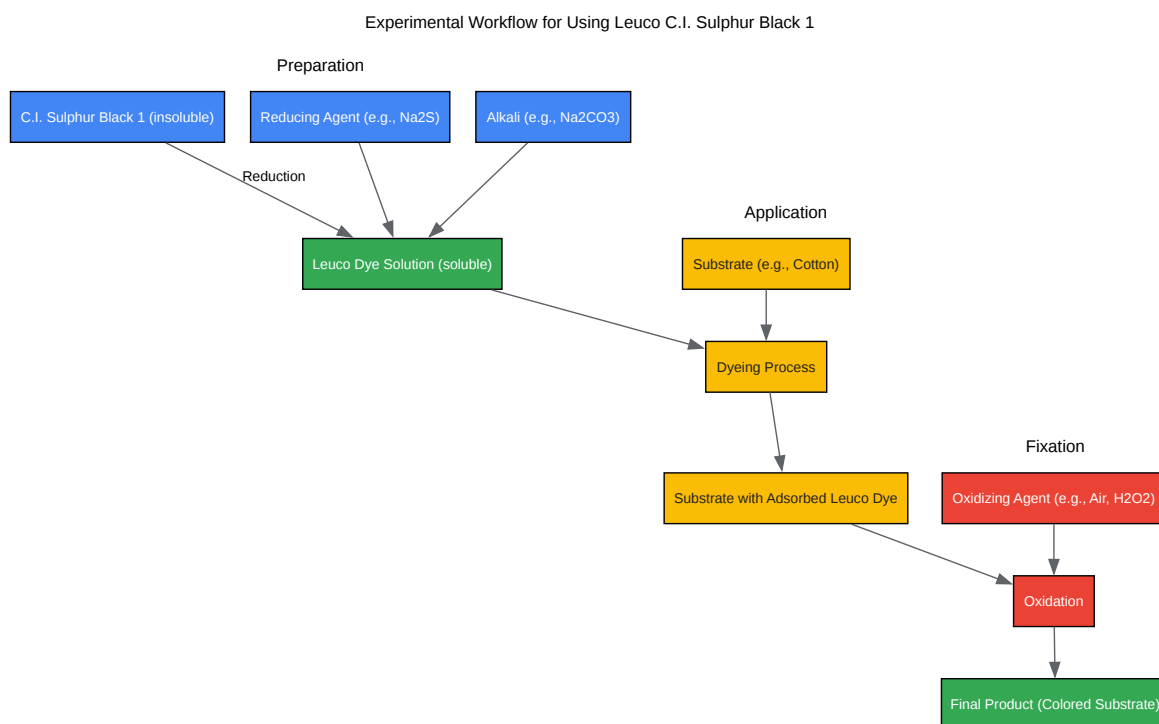 Experimental Workflow for Using Leuco C.I. Sulphur Black 1
Preparation
C.I. Sulphur Black 1 (insoluble)
Reducing Agent (e.g., Na2S)
Alkali (e.g., Na2CO3)
Reduction
Application
Leuco Dye Solution (soluble)
Substrate (e.g., Cotton)
Dyeing Process
Fixation
Substrate with Adsorbed Leuco Dye
Oxidizing Agent (e.g., Air, H2O2)
Oxidation
Final Product (Colored Substrate)